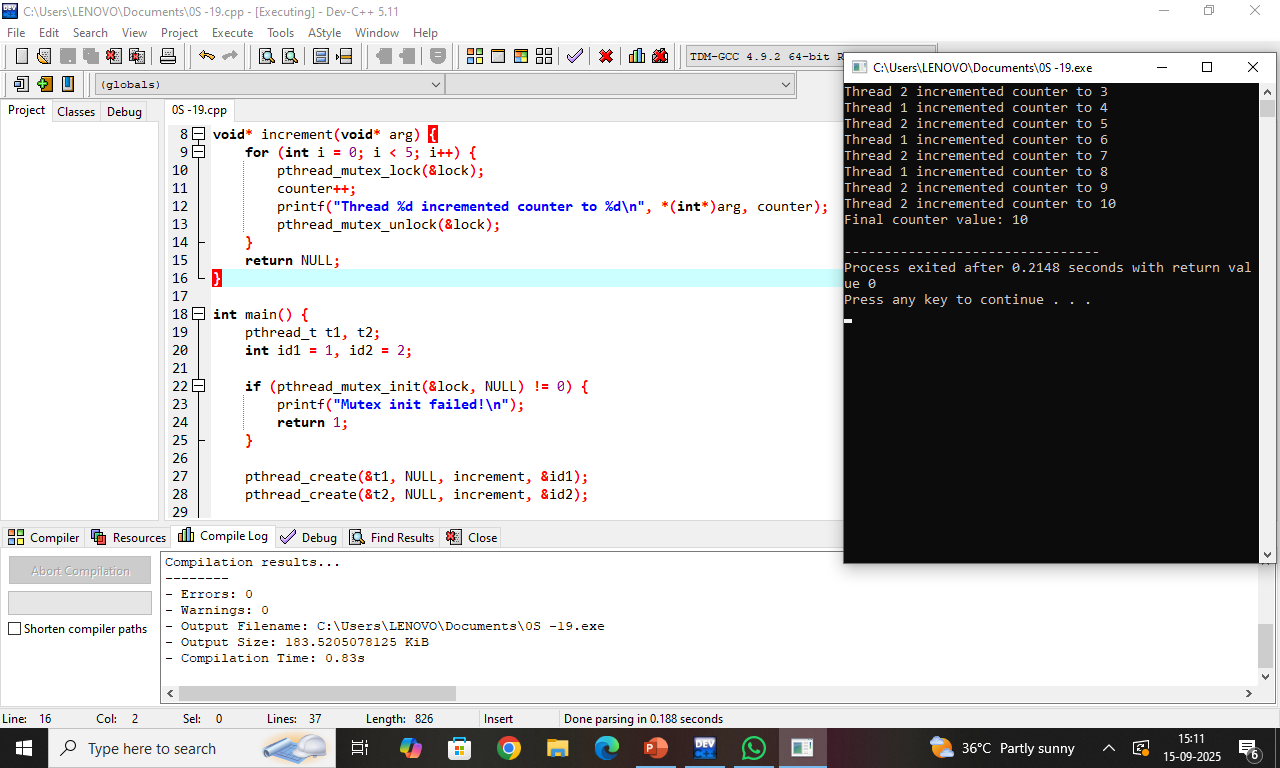 C:\Users\LENOVO\Documents\0S -19.cpp - [Executing] - Dev-C++ 5.11
File Edit Search View Project Execute Tools AStyle Window Help
TDM-GCC 4.9.2 64-bit R
(globals)
Project Classes Debug
0S -19.cpp
8 void* increment(void* arg) {
9 for (int i = 0; i < 5; i++) {
10 pthread_mutex_lock(&lock);
11 counter++;
12 printf("Thread %d incremented counter to %d\n", *(int*)arg, counter);
13 pthread_mutex_unlock(&lock);
14 }
15 return NULL;
16 }
17
18 int main() {
19 pthread_t t1, t2;
20 int id1 = 1, id2 = 2;
21
22 if (pthread_mutex_init(&lock, NULL) != 0) {
23 printf("Mutex init failed!\n");
24 return 1;
25 }
26
27 pthread_create(&t1, NULL, increment, &id1);
28 pthread_create(&t2, NULL, increment, &id2);
29
C:\Users\LENOVO\Documents\0S -19.exe
Thread 2 incremented counter to 3
Thread 1 incremented counter to 4
Thread 2 incremented counter to 5
Thread 1 incremented counter to 6
Thread 2 incremented counter to 7
Thread 1 incremented counter to 8
Thread 2 incremented counter to 9
Thread 2 incremented counter to 10
Final counter value: 10
--------------------------------
Process exited after 0.2148 seconds with return val
ue 0
Press any key to continue . . .
Compiler Resources Compile Log Debug Find Results Close
Abort Compilation
Shorten compiler paths
Compilation results...
--------
- Errors: 0
- Warnings: 0
- Output Filename: C:\Users\LENOVO\Documents\0S -19.exe
- Output Size: 183.5205078125 KiB
- Compilation Time: 0.83s
Line: 16 Col: 2 Sel: 0 Lines: 37 Length: 826 Insert Done parsing in 0.188 seconds
Type here to search
P
DEV
36°C Partly sunny
15:11
15-09-2025
6